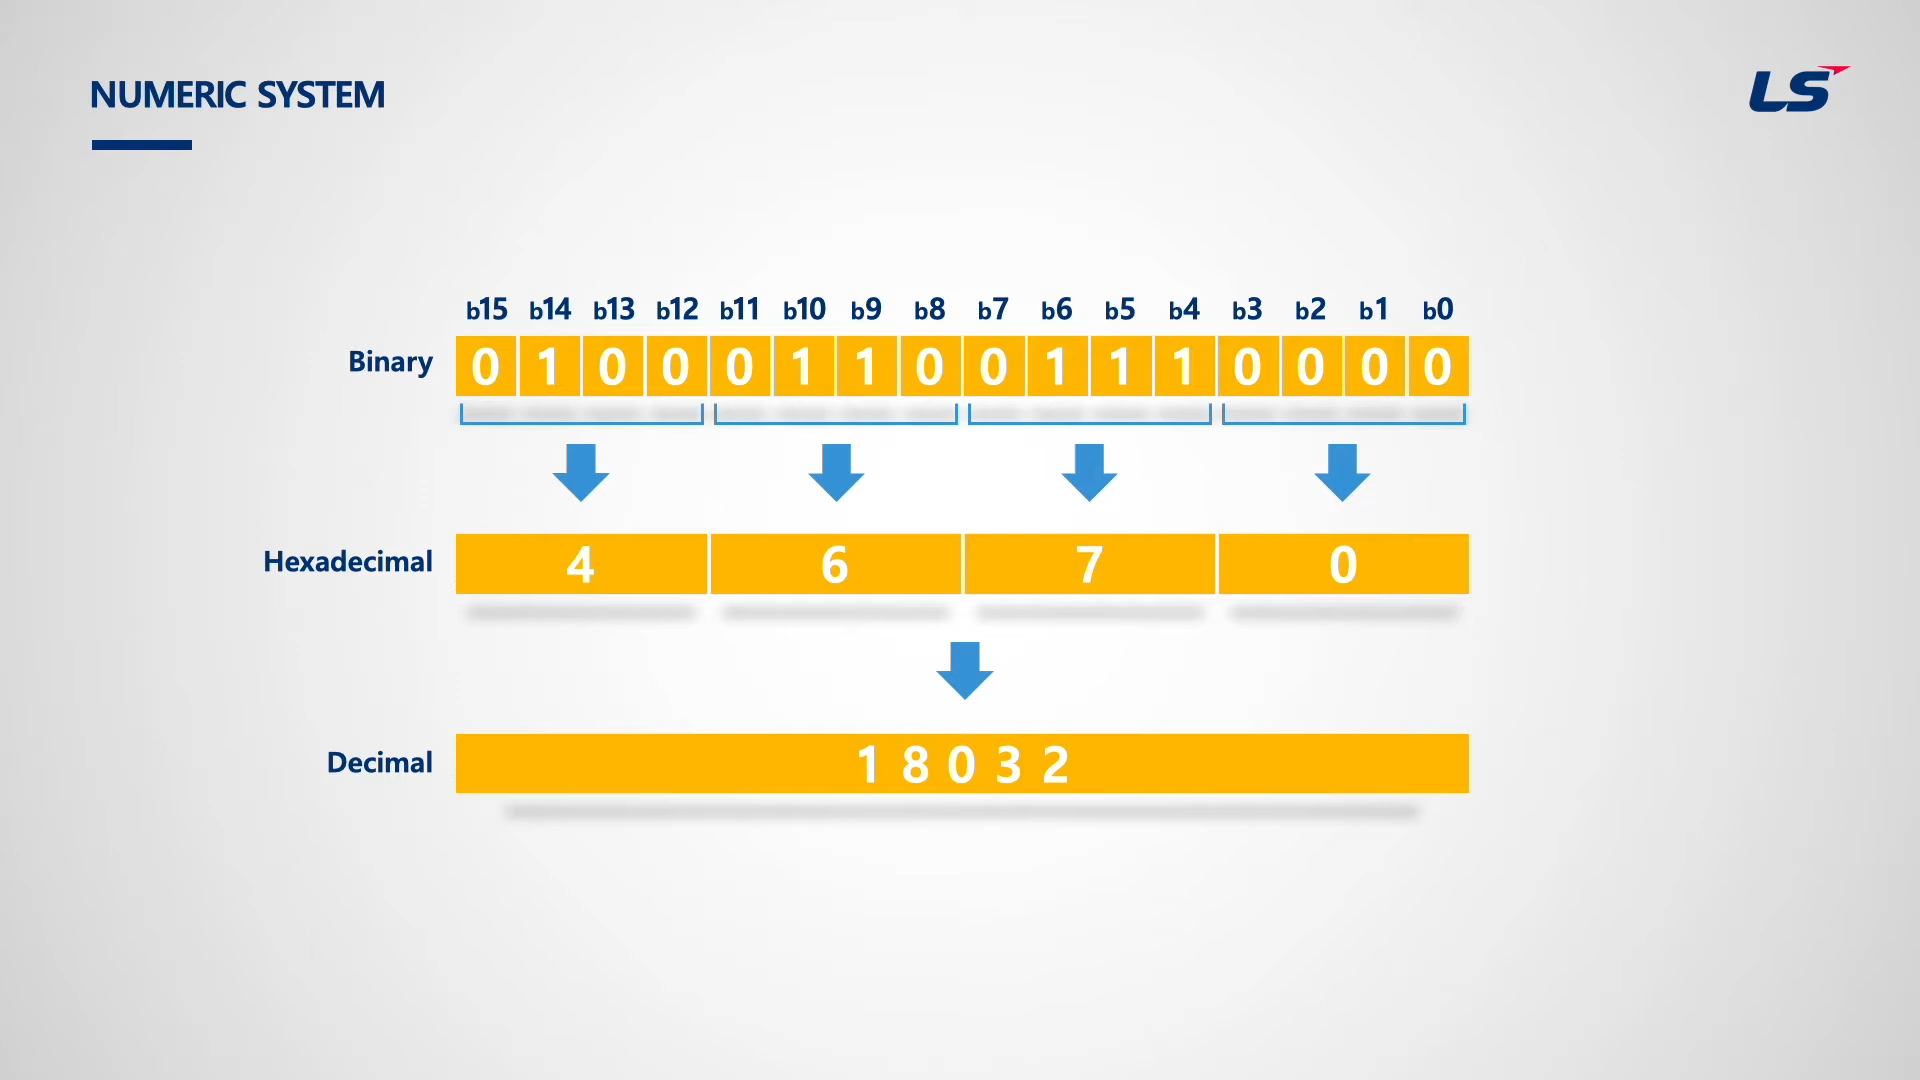 NUMERIC SYSTEM
LS
b15 b14 b13 b12 b11 b10 b9 b8 b7 b6 b5 b4 b3 b2 b1 b0
Binary 0 1 0 0 0 1 1 0 0 1 1 1 0 0 0 0
Hexadecimal 4 6 7 0
Decimal 1 8 0 3 2